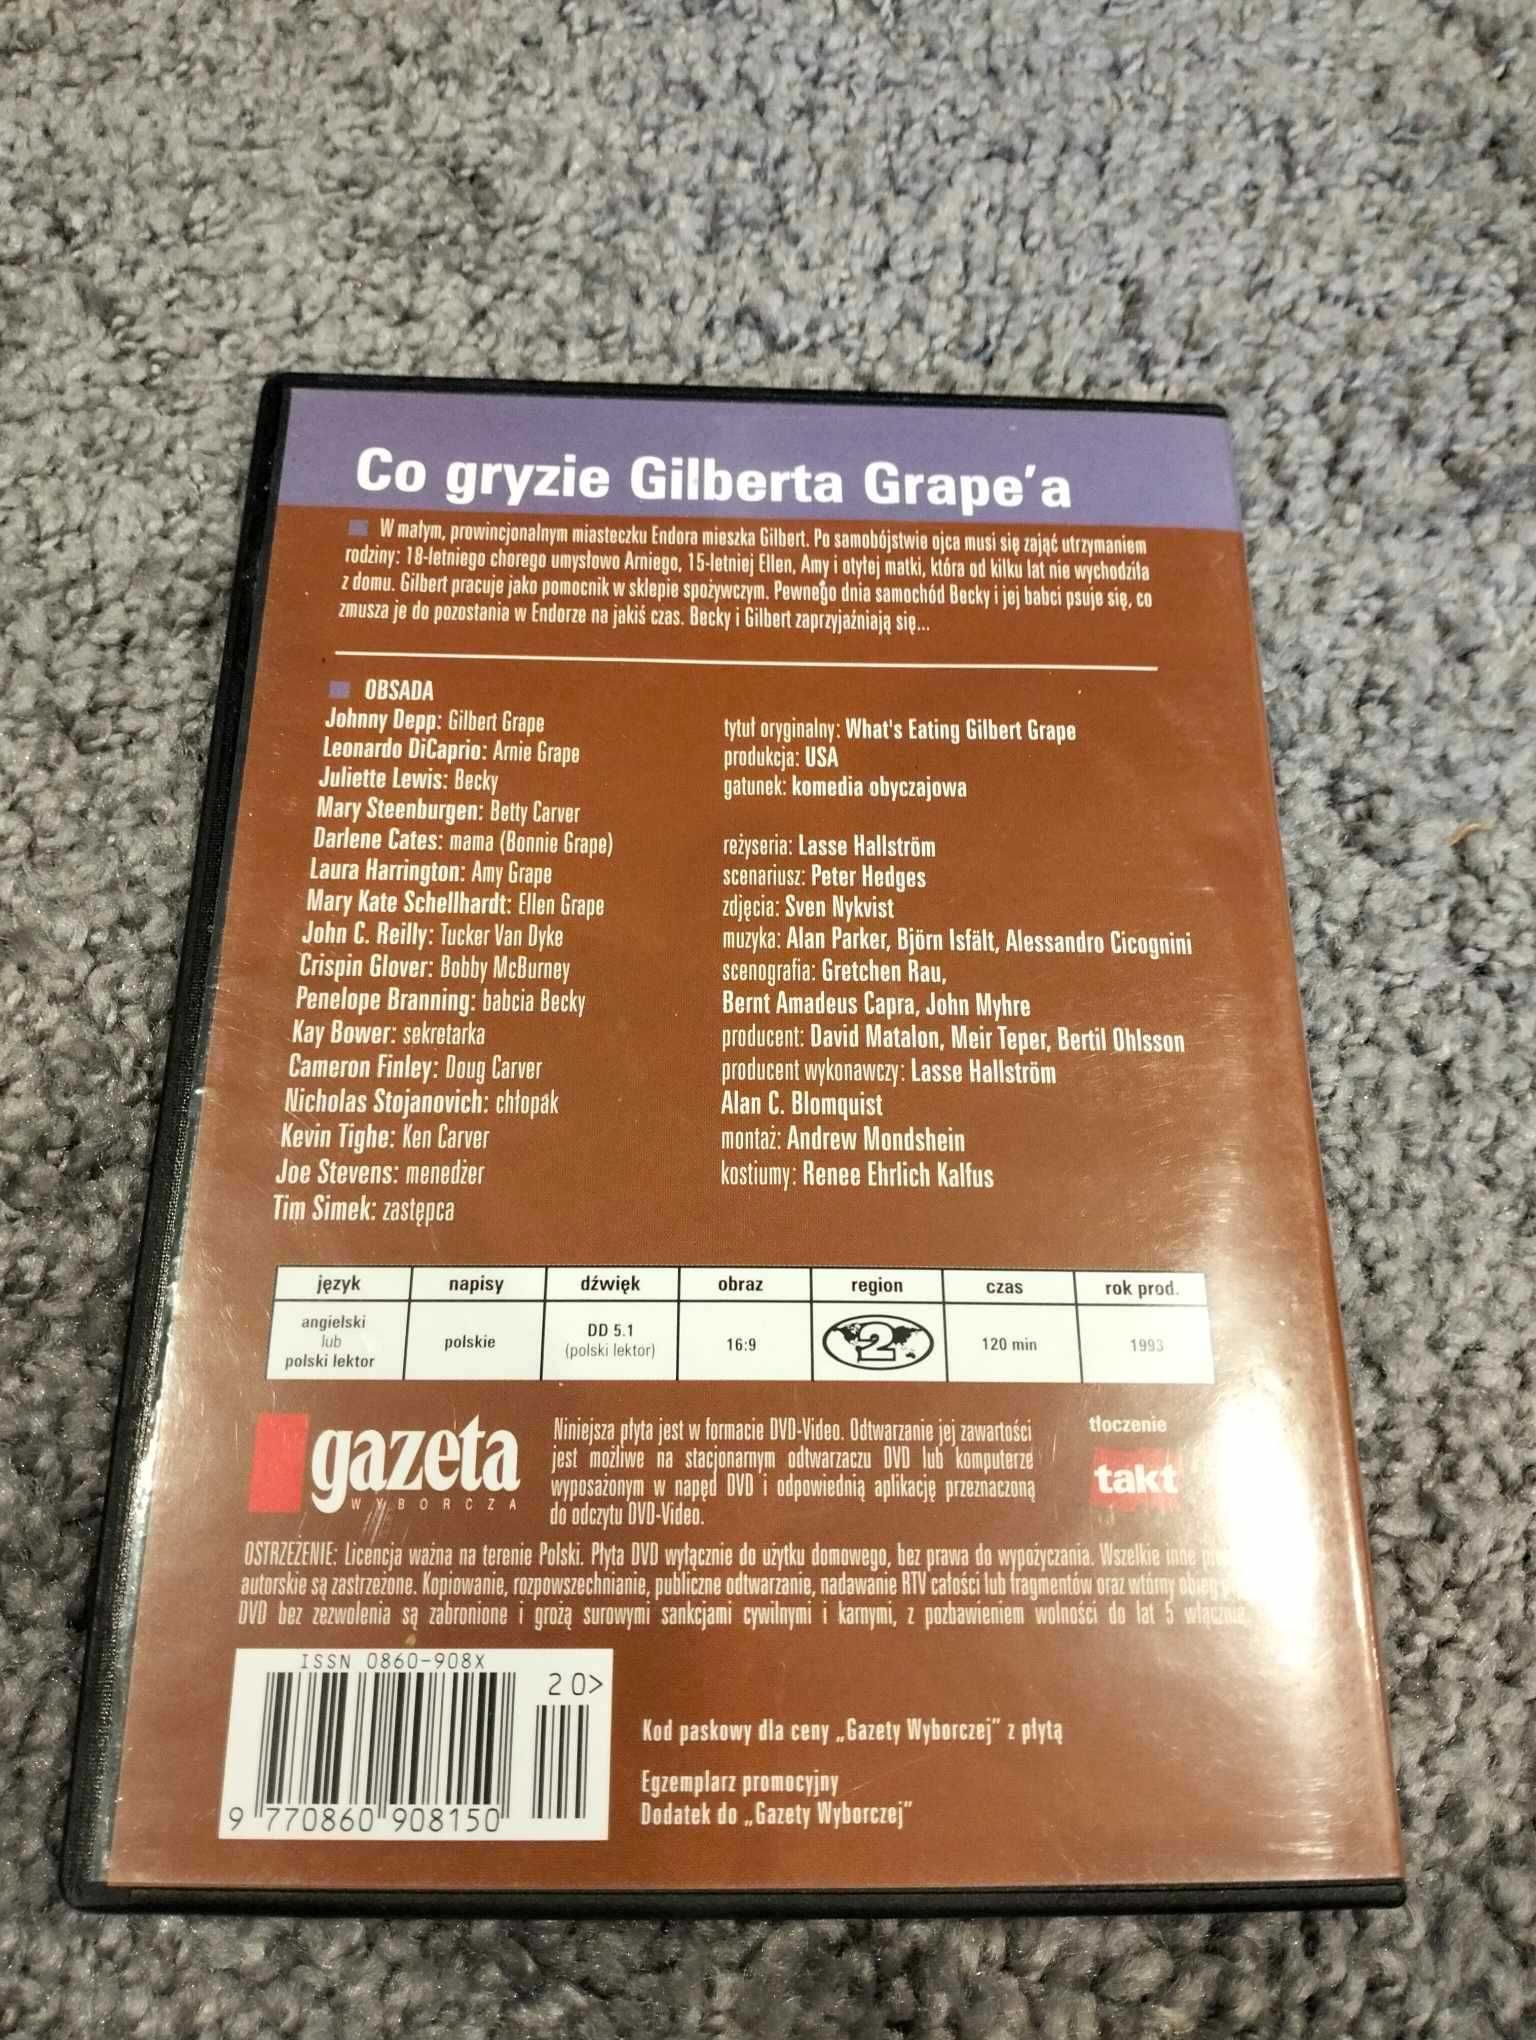 Co gryzie Gilberta Grape'a
W małym, prowincjonalnym miasteczku Endora mieszka Gilbert. Po samobójstwie ojca musi się zająć utrzymaniem
rodziny: 18-letniego chorego umysłowo Arniego, 15-letniej Ellen, Amy i otyłej matki, która od kilku lat nie wychodziła
z domu. Gilbert pracuje jako pomocnik w sklepie spożywczym. Pewnego dnia samochód Becky i jej babci psuje się, co
zmusza je do pozostania w Endorze na jakiś czas. Becky i Gilbert zaprzyjaźniają się...
OBSADA
Johnny Depp: Gilbert Grape
Leonardo DiCaprio: Arnie Grape
Juliette Lewis: Becky
Mary Steenburgen: Betty Carver
Darlene Cates: mama (Bonnie Grape)
Laura Harrington: Amy Grape
Mary Kate Schellhardt: Ellen Grape
John C. Reilly: Tucker Van Dyke
Crispin Glover: Bobby McBurney
Penelope Branning: babcia Becky
Kay Bower: sekretarka
Cameron Finley: Doug Carver
Nicholas Stojanovich: chłopak
Kevin Tighe: Ken Carver
Joe Stevens: menedżer
Tim Simek: zastępca
tytuł oryginalny: What's Eating Gilbert Grape
produkcja: USA
gatunek: komedia obyczajowa
reżyseria: Lasse Hallström
scenariusz: Peter Hedges
zdjęcia: Sven Nykvist
muzyka: Alan Parker, Björn Isfält, Alessandro Cicognini
scenografia: Gretchen Rau,
Bernt Amadeus Capra, John Myhre
producent: David Matalon, Meir Teper, Bertil Ohlsson
producent wykonawczy: Lasse Hallström
Alan C. Blomquist
montaż: Andrew Mondshein
kostiumy: Renee Ehrlich Kalfus
język napisy dźwięk obraz region czas rok prod.
angielski
lub
polski lektor
polskie
DD 5.1
(polski lektor)
16:9
2
120 min
1993
gazeta
WYBORCZA
Niniejsza płyta jest w formacie DVD-Video. Odtwarzanie jej zawartości
jest możliwe na stacjonarnym odtwarzaczu DVD lub komputerze
wyposażonym w napęd DVD i odpowiednią aplikację przeznaczoną
do odczytu DVD-Video.
tłoczenie
takt
OSTRZEŻENIE: Licencja ważna na terenie Polski. Płyta DVD wyłącznie do użytku domowego, bez prawa do wypożyczania. Wszelkie inne
autorskie są zastrzeżone. Kopiowanie, rozpowszechnianie, publiczne odtwarzanie, nadawanie RTV całości lub fragmentów oraz wtórny obieg
DVD bez zezwolenia są zabronione i grożą surowymi sankcjami cywilnymi i karnymi, z pozbawieniem wolności do lat 5 włącznie.
ISSN 0860-908X
20>
9 770860 908150
Kod paskowy dla ceny „Gazety Wyborczej" z płytą
Egzemplarz promocyjny
Dodatek do „Gazety Wyborczej"